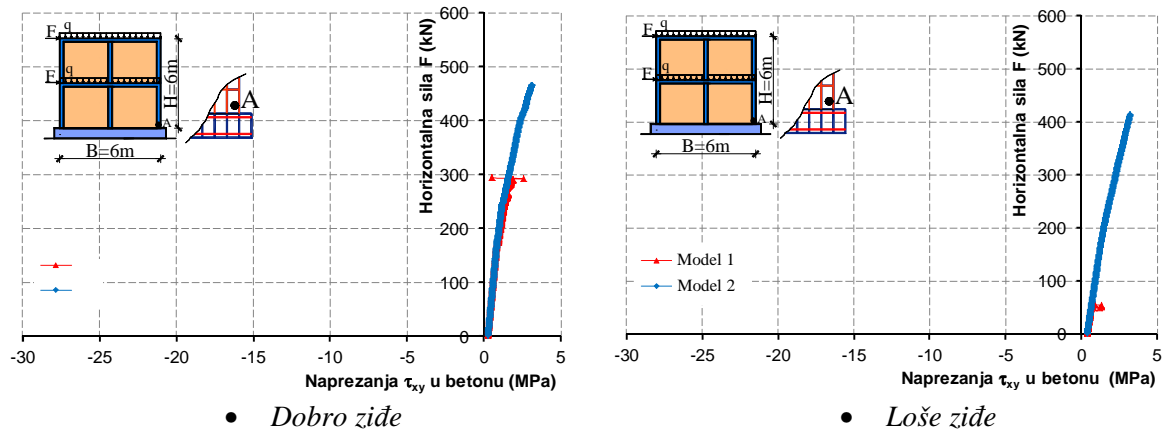 600
500
400
300
200
100
0
Horizontalna sila F (kN)
F
q
F
q
H=6m
A
B=6m
A
-30
-25
-20
-15
-10
-5
0
5
Naprezanja τxy u betonu (MPa)
• Dobro ziđe
600
500
400
300
200
100
0
Horizontalna sila F (kN)
F
q
F
q
H=6m
A
B=6m
A
Model 1
Model 2
-30
-25
-20
-15
-10
-5
0
5
Naprezanja τxy u betonu (MPa)
• Loše ziđe